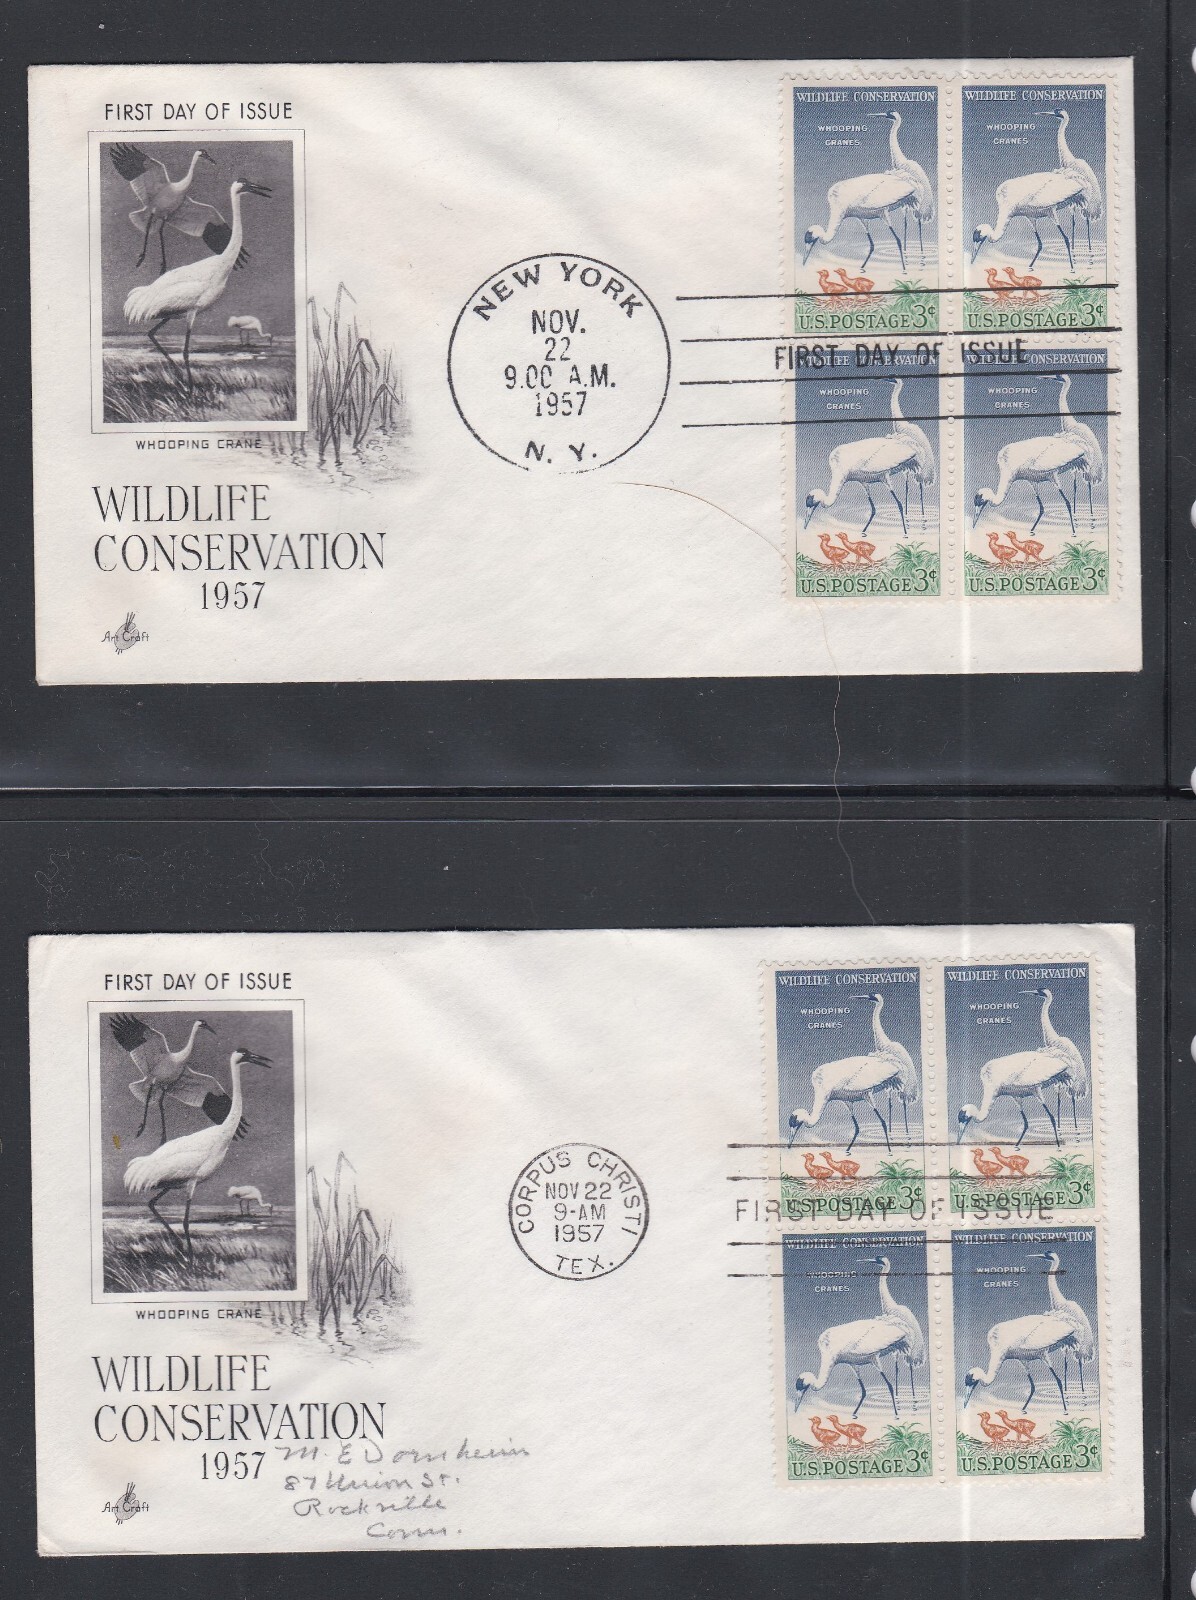 FIRST DAY OF ISSUE
WHOOPING CRANE
WILDLIFE
CONSERVATION
1957
Art Craft
NEW YORK
NOV.
22
9.00 A.M.
1957
N. Y.
FIRST DAY OF ISSUE
WILDLIFE CONSERVATION
WHOOPING
CRANES
U.S.POSTAGE 3¢
WILDLIFE CONSERVATION
WHOOPING
CRANES
U.S.POSTAGE 3¢
WILDLIFE CONSERVATION
WHOOPING
CRANES
U.S.POSTAGE 3¢
WILDLIFE CONSERVATION
WHOOPING
CRANES
U.S.POSTAGE 3¢
FIRST DAY OF ISSUE
WHOOPING CRANE
WILDLIFE
CONSERVATION
1957
Art Craft
M. E Dornheim
87 Union St.
Rockville
Conn.
CORPUS CHRISTI
NOV 22
9-AM
1957
TEX.
FIRST DAY OF ISSUE
WILDLIFE CONSERVATION
WHOOPING
CRANES
U.S.POSTAGE 3¢
WILDLIFE CONSERVATION
WHOOPING
CRANES
U.S.POSTAGE 3¢
WILDLIFE CONSERVATION
WHOOPING
CRANES
U.S.POSTAGE 3¢
WILDLIFE CONSERVATION
WHOOPING
CRANES
U.S.POSTAGE 3¢